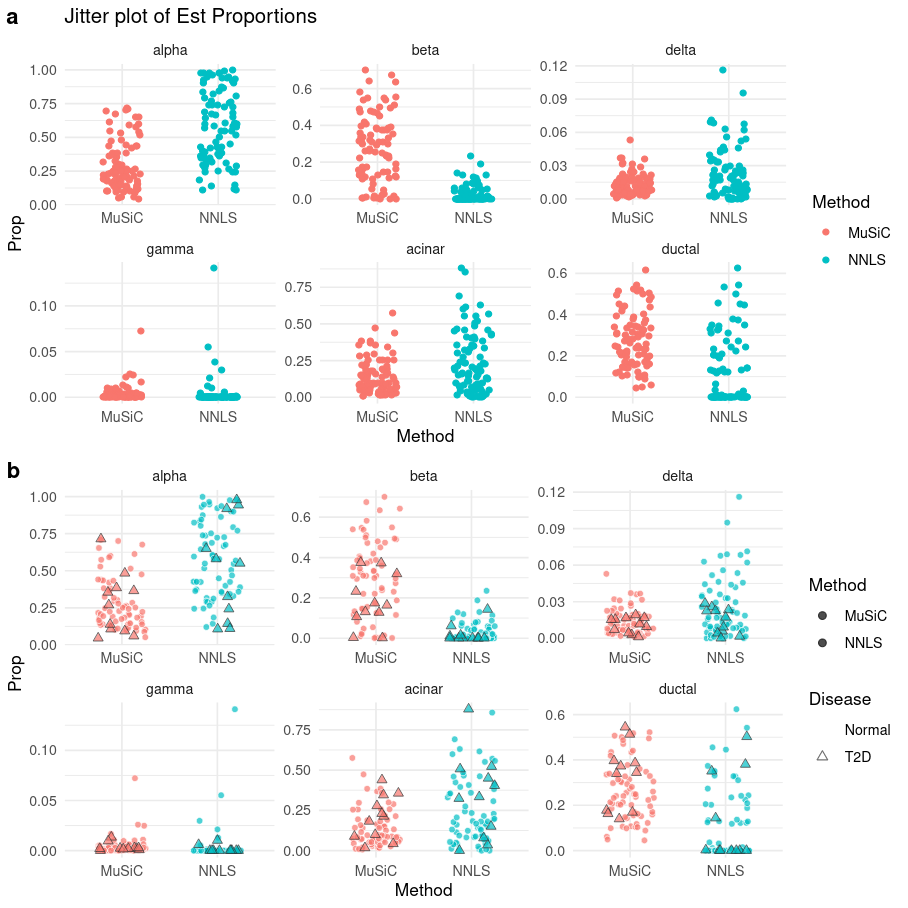 a
Jitter plot of Est Proportions
alpha
beta
delta
1.00
0.75
0.50
0.25
0.00
0.6
0.4
0.2
0.0
0.12
0.09
0.06
0.03
0.00
MuSiC NNLS
MuSiC NNLS
MuSiC NNLS
gamma
acinar
ductal
0.10
0.05
0.00
0.75
0.50
0.25
0.00
0.6
0.4
0.2
0.0
MuSiC NNLS
MuSiC NNLS
MuSiC NNLS
Prop
Method
Method
MuSiC
NNLS
b
alpha
beta
delta
1.00
0.75
0.50
0.25
0.00
0.6
0.4
0.2
0.0
0.12
0.09
0.06
0.03
0.00
MuSiC NNLS
MuSiC NNLS
MuSiC NNLS
gamma
acinar
ductal
0.10
0.05
0.00
0.75
0.50
0.25
0.00
0.6
0.4
0.2
0.0
MuSiC NNLS
MuSiC NNLS
MuSiC NNLS
Prop
Method
Method
MuSiC
NNLS
Disease
Normal
T2D